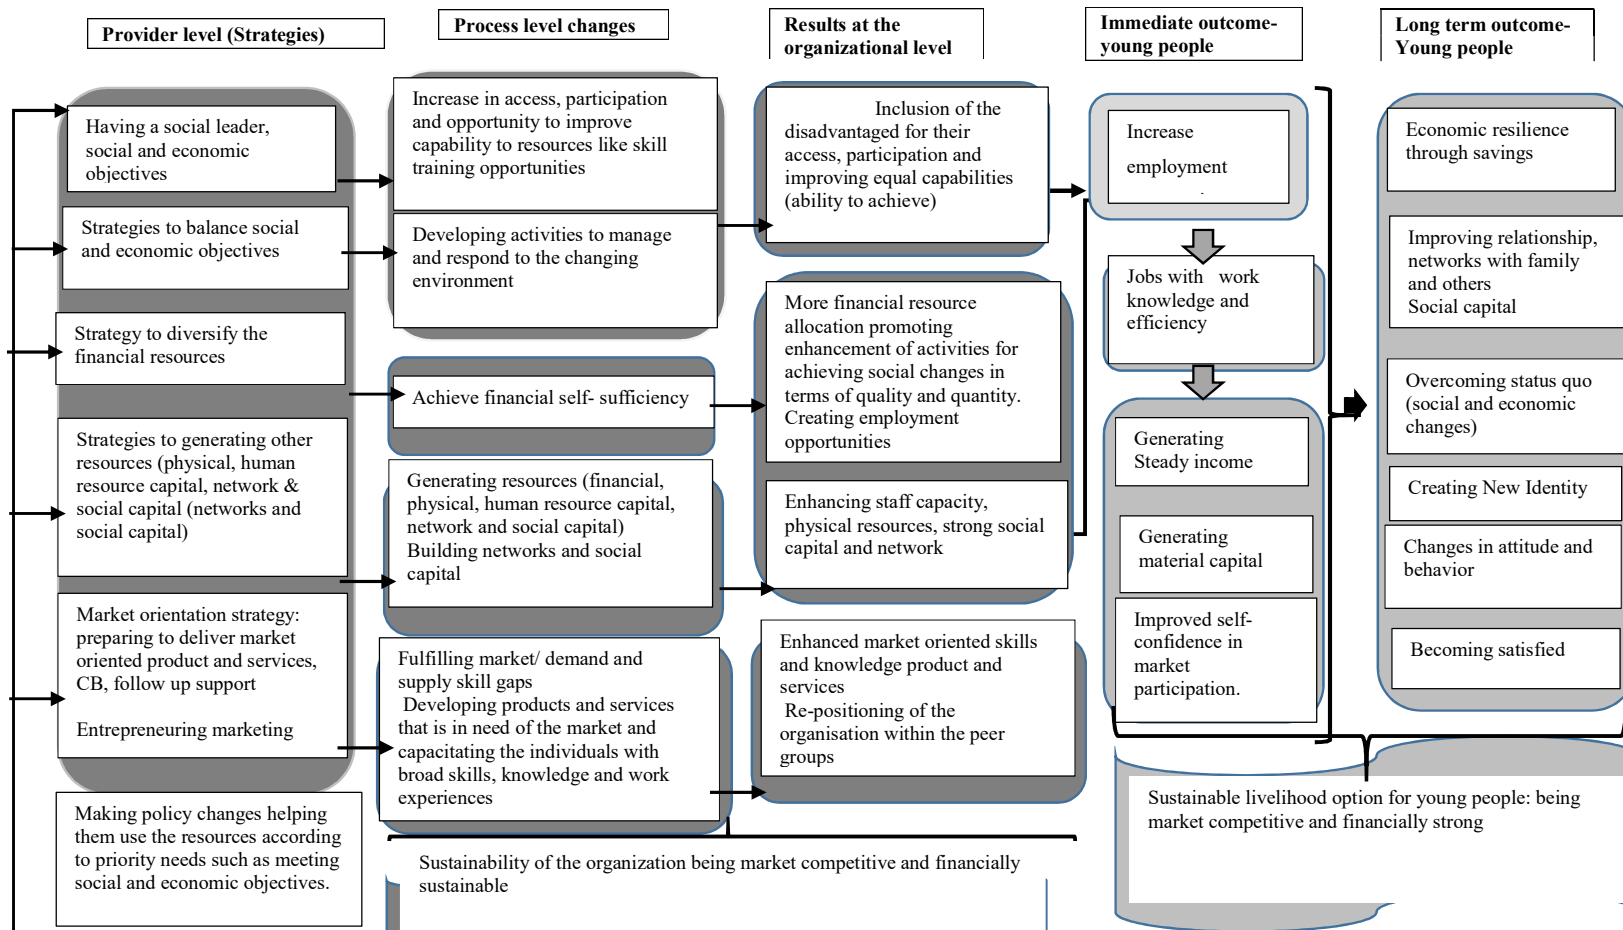 Provider level (Strategies)
Process level changes
Results at the
organizational level
Immediate outcome-
young people
Long term outcome-
Young people
Having a social leader,
social and economic
objectives
Strategies to balance social
and economic objectives
Strategy to diversify the
financial resources
Strategies to generating other
resources (physical, human
resource capital, network &
social capital (networks and
social capital)
Market orientation strategy:
preparing to deliver market
oriented product and services,
CB, follow up support
Entrepreneuring marketing
Making policy changes helping
them use the resources according
to priority needs such as meeting
social and economic objectives.
Increase in access, participation
and opportunity to improve
capability to resources like skill
training opportunities
Developing activities to manage
and respond to the changing
environment
Achieve financial self- sufficiency
Generating resources (financial,
physical, human resource capital,
network and social capital)
Building networks and social
capital
Fulfilling market/ demand and
supply skill gaps
Developing products and services
that is in need of the market and
capacitating the individuals with
broad skills, knowledge and work
experiences
Inclusion of the
disadvantaged for their
access, participation and
improving equal capabilities
(ability to achieve)
More financial resource
allocation promoting
enhancement of activities for
achieving social changes in
terms of quality and quantity.
Creating employment
opportunities
Enhancing staff capacity,
physical resources, strong social
capital and network
Enhanced market oriented skills
and knowledge product and
services
Re-positioning of the
organisation within the peer
groups
Sustainability of the organization being market competitive and financially
sustainable
Increase
employment
Jobs with work
knowledge and
efficiency
Generating
Steady income
Generating
material capital
Improved self-
confidence in
market
participation.
Economic resilience
through savings
Improving relationship,
networks with family
and others
Social capital
Overcoming status quo
(social and economic
changes)
Creating New Identity
Changes in attitude and
behavior
Becoming satisfied
Sustainable livelihood option for young people: being
market competitive and financially strong